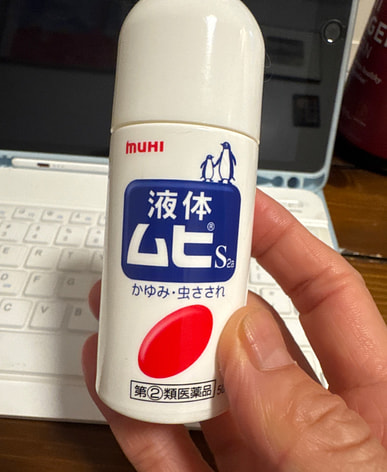 muHI
液体
ムヒ®S2a
かゆみ・虫さされ
第②類医薬品